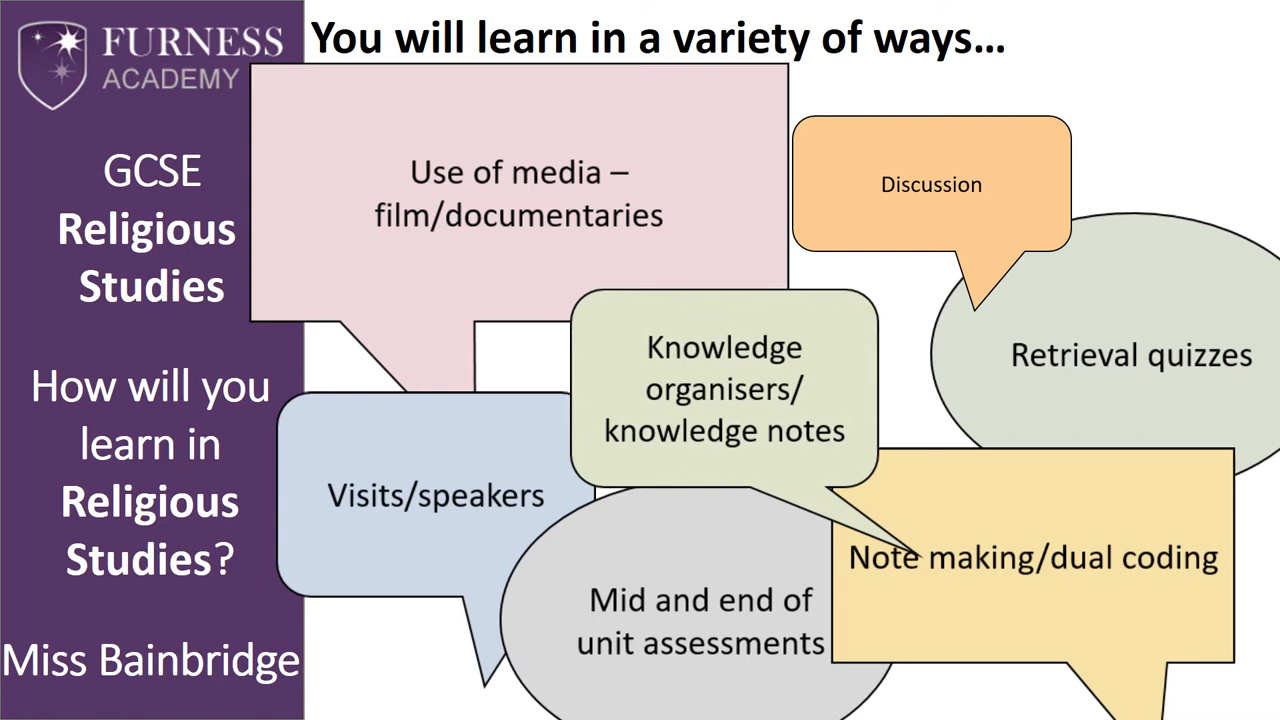 FURNESS
ACADEMY
GCSE
Religious
Studies
How will you
learn in
Religious
Studies?
Miss Bainbridge
You will learn in a variety of ways...
Use of media –
film/documentaries
Discussion
Knowledge
organisers/
knowledge notes
Retrieval quizzes
Visits/speakers
Note making/dual coding
Mid and end of
unit assessments